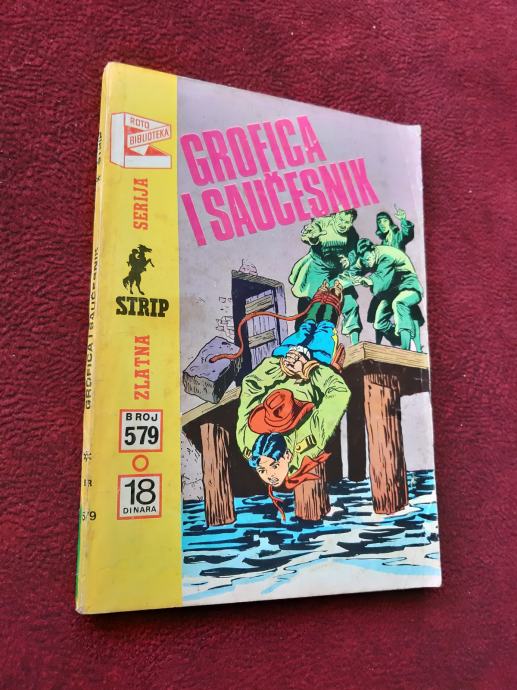 ROTO
BIBLIOTEKA
ZLATNA SERIJA
STRIP
BROJ
579
18
DINARA
GROFICA
I SAUČESNIK
GROFICA I SAUČESNIK